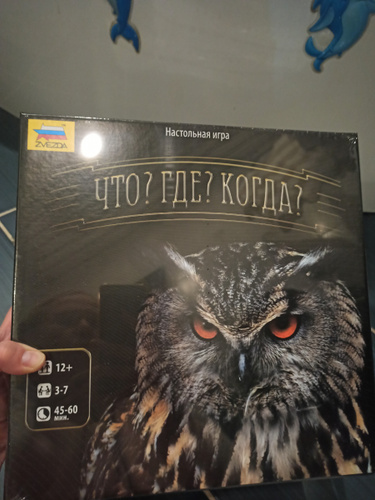 Настольная игра
ZVEZDA
ЧТО? ГДЕ? КОГДА?
12+
3-7
45-60
мин.